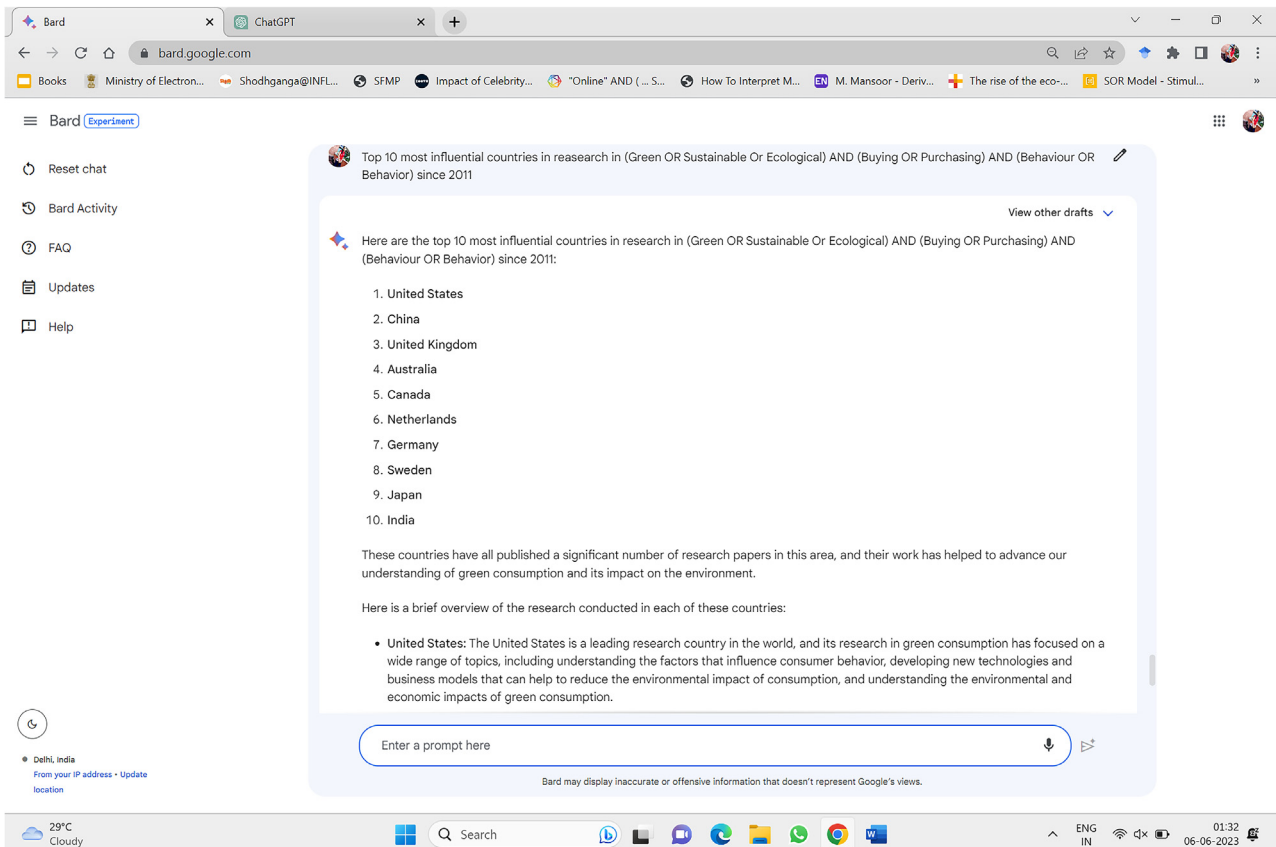 Bard
ChatGPT
bard.google.com
Books
Ministry of Electron...
Shodhganga@INFL...
SFMP
Impact of Celebrity...
"Online" AND ( ... S...
How To Interpret M...
EN
M. Mansoor - Deriv...
The rise of the eco-...
SOR Model - Stimul...
»
Bard Experiment
Reset chat
Bard Activity
FAQ
Updates
Help
Top 10 most influential countries in reasearch in (Green OR Sustainable Or Ecological) AND (Buying OR Purchasing) AND (Behaviour OR
Behavior) since 2011
View other drafts
Here are the top 10 most influential countries in research in (Green OR Sustainable Or Ecological) AND (Buying OR Purchasing) AND
(Behaviour OR Behavior) since 2011:
1. United States
2. China
3. United Kingdom
4. Australia
5. Canada
6. Netherlands
7. Germany
8. Sweden
9. Japan
10. India
These countries have all published a significant number of research papers in this area, and their work has helped to advance our
understanding of green consumption and its impact on the environment.
Here is a brief overview of the research conducted in each of these countries:
• United States: The United States is a leading research country in the world, and its research in green consumption has focused on a
wide range of topics, including understanding the factors that influence consumer behavior, developing new technologies and
business models that can help to reduce the environmental impact of consumption, and understanding the environmental and
economic impacts of green consumption.
Enter a prompt here
Bard may display inaccurate or offensive information that doesn't represent Google's views.
Delhi, India
From your IP address • Update
location
29°C
Cloudy
Search
ENG
IN
01:32
06-06-2023